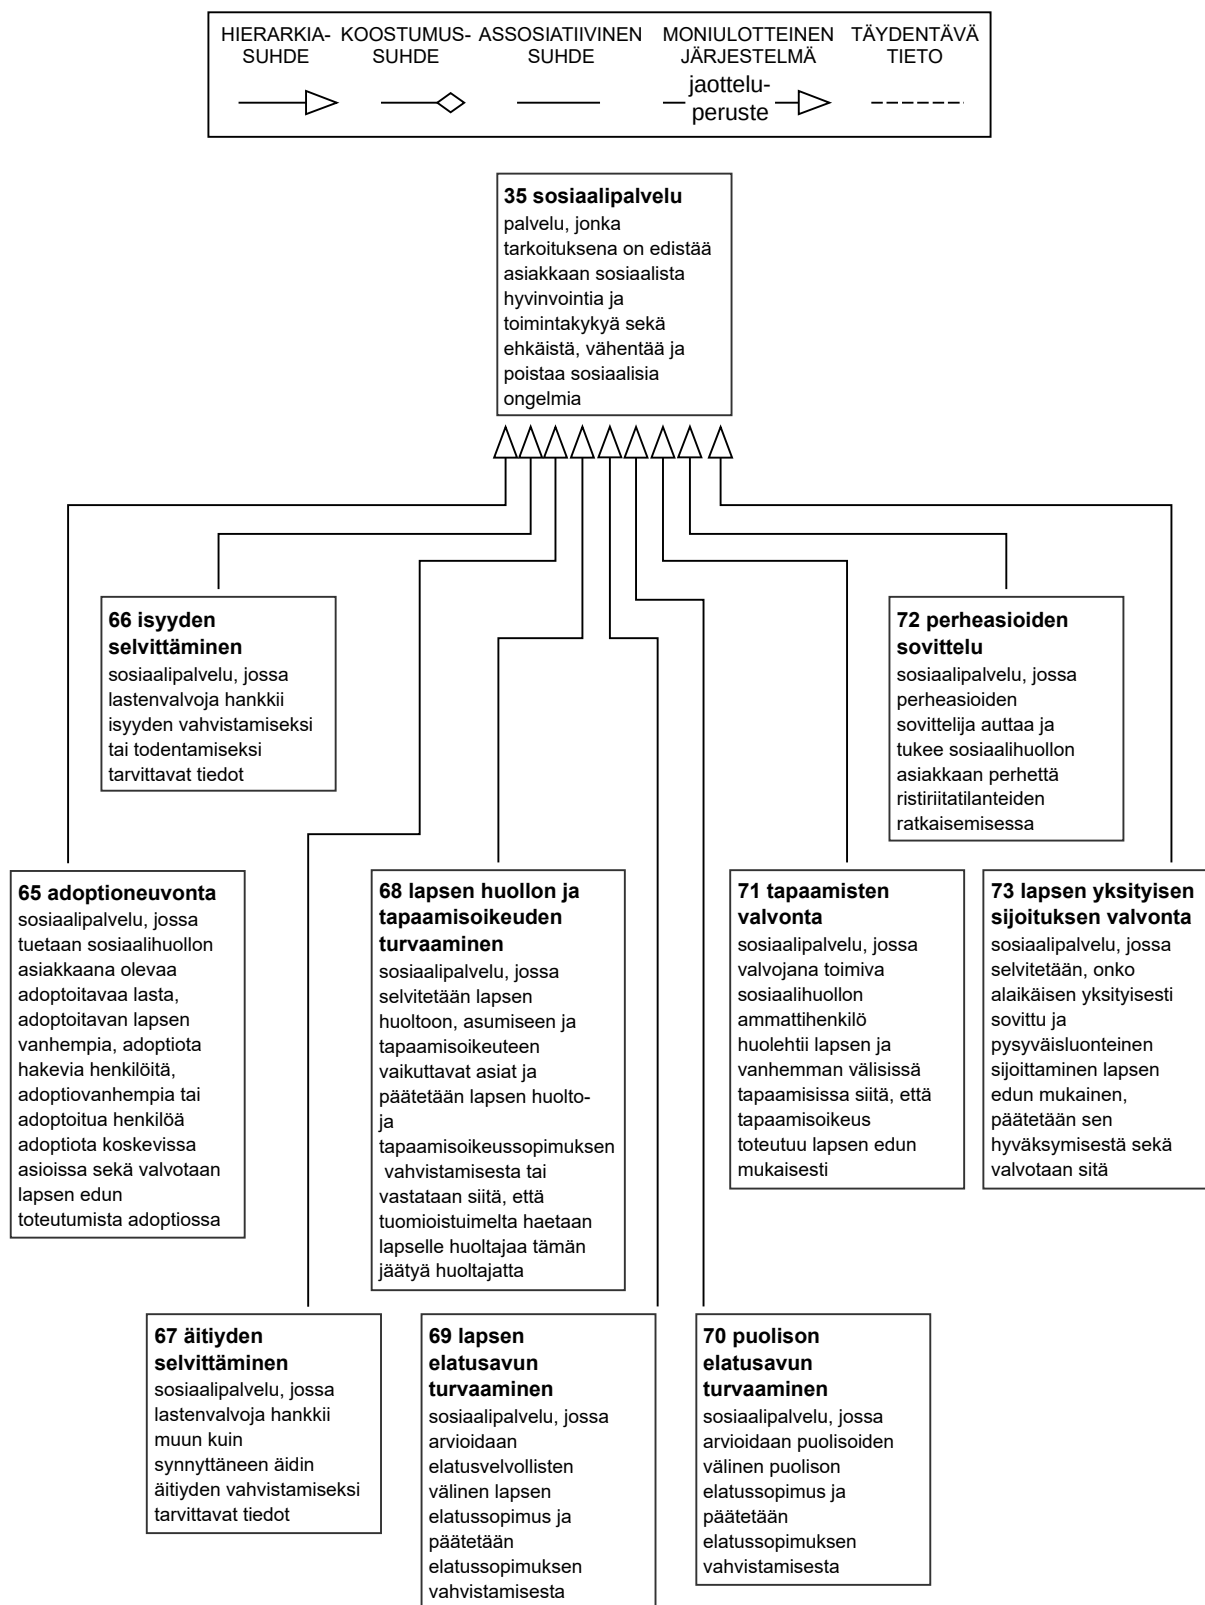 HIERARKIA-
SUHDE
KOOSTUMUS-
SUHDE
ASSOSIATIIVINEN
SUHDE
MONIULOTTEINEN
JÄRJESTELMÄ
jaottelu-
peruste
TÄYDENTÄVÄ
TIETO
35 sosiaalipalvelu
palvelu, jonka
tarkoituksena on edistää
asiakkaan sosiaalista
hyvinvointia ja
toimintakykyä sekä
ehkäistä, vähentää ja
poistaa sosiaalisia
ongelmia
66 isyyden
selvittäminen
sosiaalipalvelu, jossa
lastenvalvoja hankkii
isyyden vahvistamiseksi
tai todentamiseksi
tarvittavat tiedot
72 perheasioiden
sovittelu
sosiaalipalvelu, jossa
perheasioiden
sovittelija auttaa ja
tukee sosiaalihuollon
asiakkaan perhettä
ristiriitatilanteiden
ratkaisemisessa
65 adoptioneuvonta
sosiaalipalvelu, jossa
tuetaan sosiaalihuollon
asiakkaana olevaa
adoptoitavaa lasta,
adoptoitavan lapsen
vanhempia, adoptiota
hakevia henkilöitä,
adoptiovanhempia tai
adoptoitua henkilöä
adoptiota koskevissa
asioissa sekä valvotaan
lapsen edun
toteutumista adoptiossa
68 lapsen huollon ja
tapaamisoikeuden
turvaaminen
sosiaalipalvelu, jossa
selvitetään lapsen
huoltoon, asumiseen ja
tapaamisoikeuteen
vaikuttavat asiat ja
päätetään lapsen huolto-
ja
tapaamisoikeussopimuksen
vahvistamisesta tai
vastataan siitä, että
tuomioistuimelta haetaan
lapselle huoltajaa tämän
jäätyä huoltajatta
71 tapaamisten
valvonta
sosiaalipalvelu, jossa
valvojana toimiva
sosiaalihuollon
ammattihenkilö
huolehtii lapsen ja
vanhemman välisissä
tapaamisissa siitä, että
tapaamisoikeus
toteutuu lapsen edun
mukaisesti
73 lapsen yksityisen
sijoituksen valvonta
sosiaalipalvelu, jossa
selvitetään, onko
alaikäisen yksityisesti
sovittu ja
pysyväisluonteinen
sijoittaminen lapsen
edun mukainen,
päätetään sen
hyväksymisestä sekä
valvotaan sitä
67 äitiyden
selvittäminen
sosiaalipalvelu, jossa
lastenvalvoja hankkii
muun kuin
synnyttäneen äidin
äitiyden vahvistamiseksi
tarvittavat tiedot
69 lapsen
elatusavun
turvaaminen
sosiaalipalvelu, jossa
arvioidaan
elatusvelvollisten
välinen lapsen
elatussopimus ja
päätetään
elatussopimuksen
vahvistamisesta
70 puolison
elatusavun
turvaaminen
sosiaalipalvelu, jossa
arvioidaan puolisoiden
välinen puolison
elatussopimus ja
päätetään
elatussopimuksen
vahvistamisesta